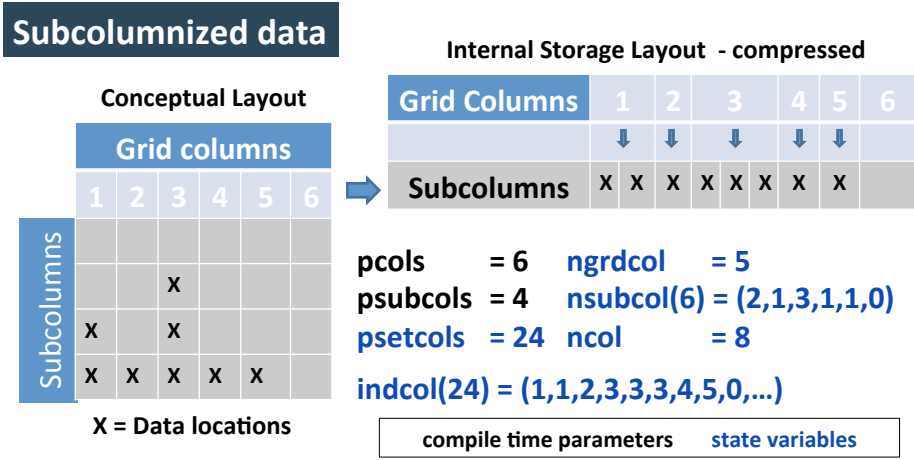 Subcolumnized data
Internal Storage Layout - compressed
Conceptual Layout
Grid Columns 1 2 3 4 5 6
Subcolumns X X X X X X X X
Grid columns
1 2 3 4 5 6
Subcolumns
X
X X
X X X X X
X = Data locations
pcols = 6 ngrdcol = 5
psubcols = 4 nsubcol(6) = (2,1,3,1,1,0)
psetcols = 24 ncol = 8
indcol(24) = (1,1,2,3,3,3,4,5,0,...)
compile time parameters state variables